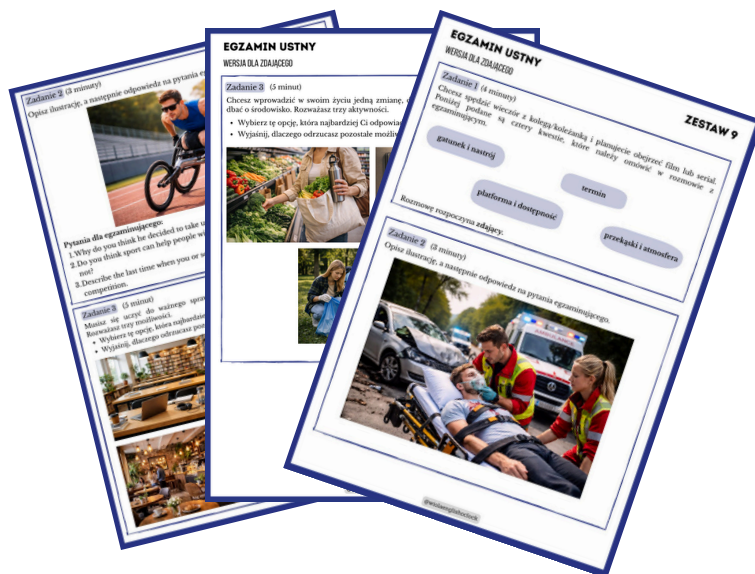 Zadanie 2 (3 minuty)
Opisz ilustrację, a następnie odpowiedz na pytania
Pytania dla egzaminującego:
1. Why do you think he decided to take
2. Do you think sport can help people
not?
3. Describe the last time when you or
competition.
Zadanie 3 (5 minut)
Musisz się uczyć do ważnego
Rozważasz trzy możliwości.
• Wybierz tę opcję, która najbardziej
• Wyjaśnij, dlaczego odrzucasz
EGZAMIN USTNY
WERSJA DLA ZDAJĄCEGO
Zadanie 3 (5 minut)
Chcesz wprowadzić w swoim życiu jedną zmianę,
dbać o środowisko. Rozważasz trzy aktywności.
• Wybierz tę opcję, która najbardziej Ci
• Wyjaśnij, dlaczego odrzucasz pozostałe
EGZAMIN USTNY
WERSJA DLA ZDAJĄCEGO
ZESTAW 9
Zadanie 1 (4 minuty)
Chcesz spędzić wieczór z kolegą/koleżanką i planujecie obejrzeć film lub serial.
Poniżej podane są cztery kwestie, które należy omówić w rozmowie z
egzaminującym.
gatunek i nastrój
termin
platforma i dostępność
przekąski i atmosfera
Rozmowę rozpoczyna zdający.
Zadanie 2 (3 minuty)
Opisz ilustrację, a następnie odpowiedz na pytania egzaminującego.
AMBULANCE